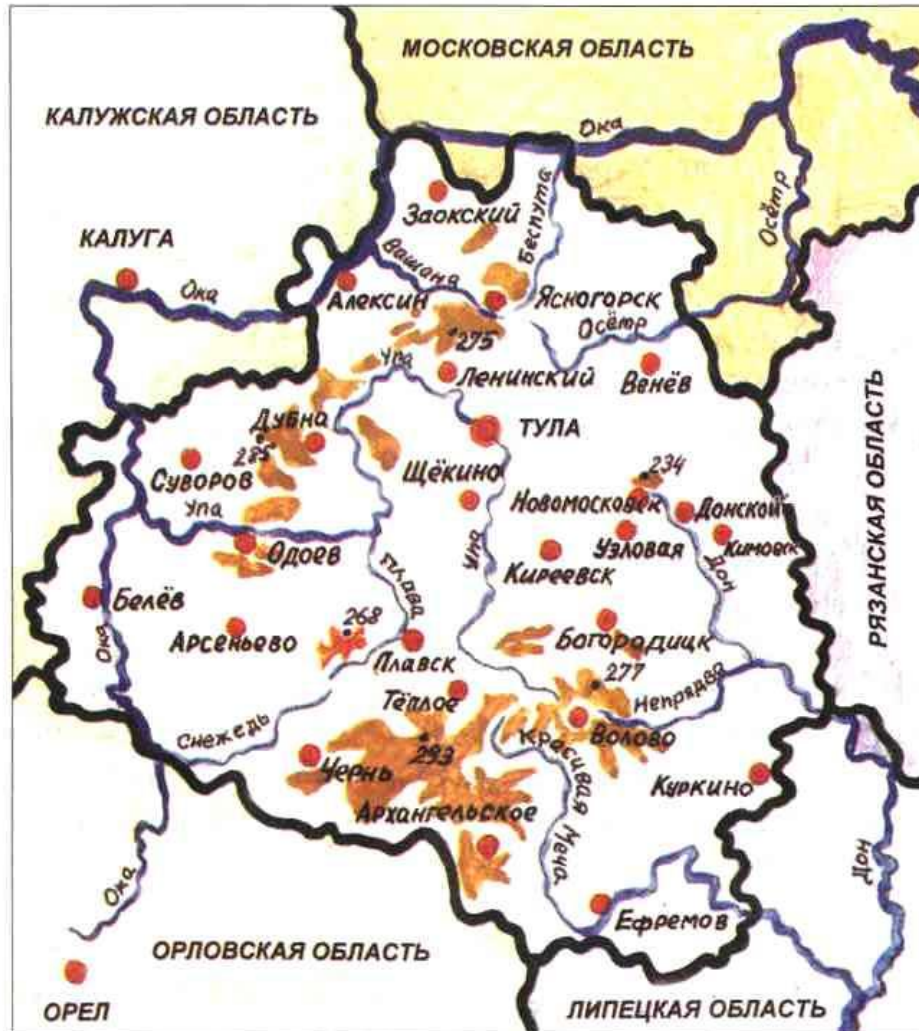 МОСКОВСКАЯ ОБЛАСТЬ
КАЛУЖСКАЯ ОБЛАСТЬ
Ока
Заокский
Беспута
Осётр
КАЛУГА
Вашана
Ока
Алексин
Ясногорск
Осётр
275
Упа
Ленинский
Венёв
Дубна
ТУЛА
285
Суворов
Щёкино
234
Новомосковск
Донской
Упа
Узловая
Кимовск
Одоев
Упа
Киреевск
Дон
Плава
РЯЗАНСКАЯ ОБЛАСТЬ
Белёв
Ока
268
Арсеньево
Богородицк
Плавск
277
Тёплое
Непрядва
Снежедь
Волово
293
Чернь
Красивая Меча
Куркино
Архангельское
Ока
Дон
Ефремов
ОРЛОВСКАЯ ОБЛАСТЬ
ОРЕЛ
ЛИПЕЦКАЯ ОБЛАСТЬ